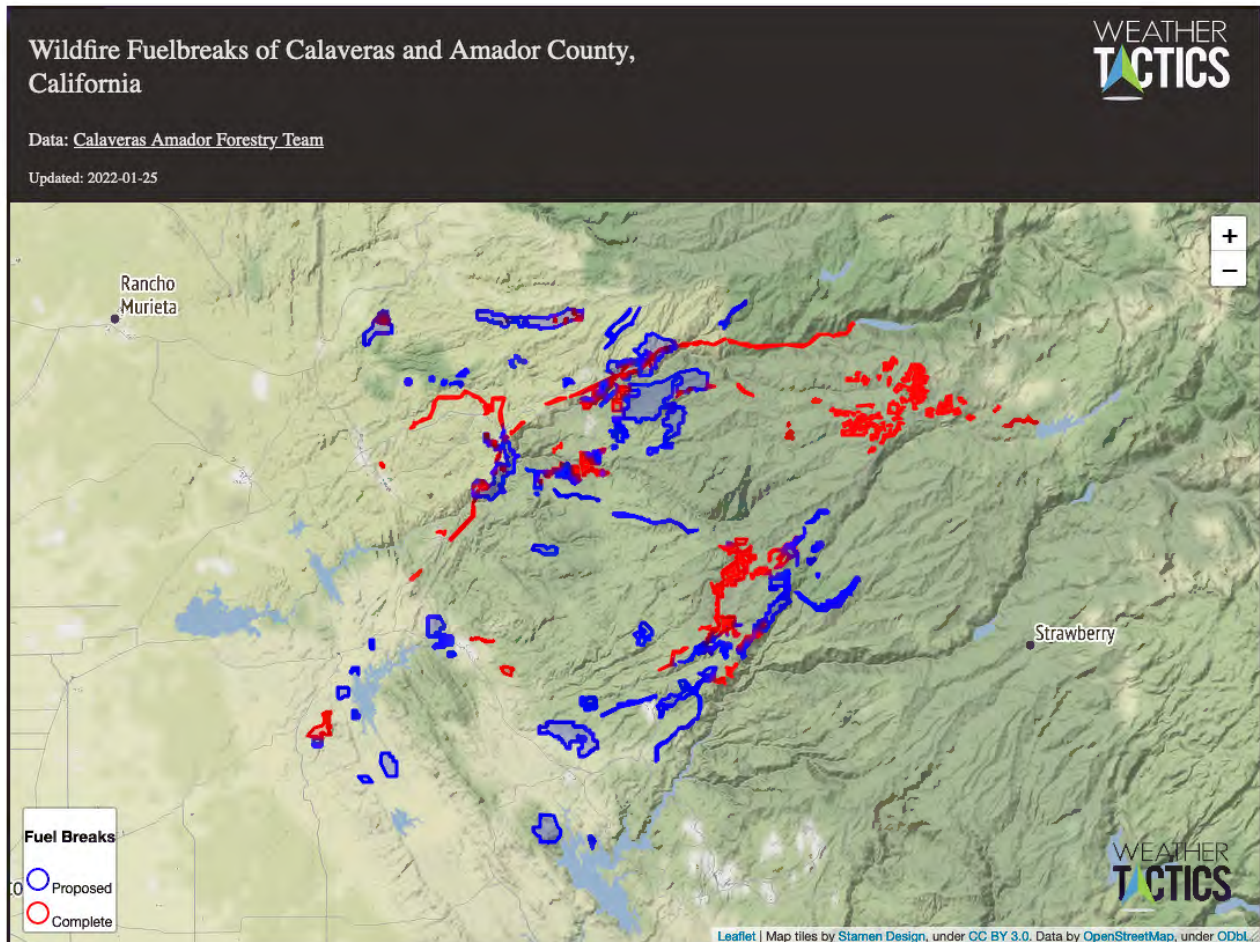 Wildfire Fuelbreaks of Calaveras and Amador County,
California
WEATHER
TACTICS
Data: Calaveras Amador Forestry Team
Updated: 2022-01-25
+
−
Rancho
Murieta
Strawberry
Fuel Breaks
Proposed
Complete
WEATHER
TACTICS
Leaflet | Map tiles by Stamen Design, under CC BY 3.0. Data by OpenStreetMap, under ODbL